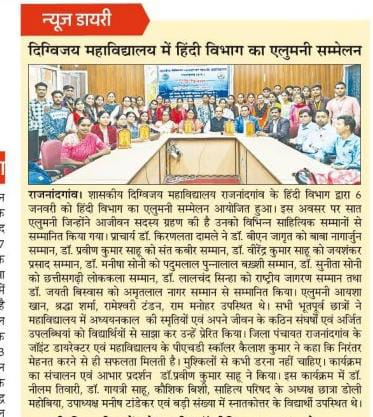 न्यूज डायरी
दिग्विजय महाविद्यालय में हिंदी विभाग का एलुमनी सम्मेलन
राजनांदगांव। शासकीय दिग्विजय महाविद्यालय राजनांदगांव के हिंदी विभाग द्वारा 6
जनवरी को हिंदी विभाग का एलुमनी सम्मेलन आयोजित हुआ। इस अवसर पर सात
एलुमनी जिन्होंने आजीवन सदस्य ग्रहण की है उनको विभिन्न साहित्यिक सम्मानों से
सम्मानित किया गया। प्राचार्य डॉ. किरणलता दामले ने डॉ. बीएन जागृत को बाबा नागार्जुन
सम्मान, डॉ. प्रवीण कुमार साहू को संत कबीर सम्मान, डॉ. वीरेंद्र कुमार साहू को जयशंकर
प्रसाद सम्मान, डॉ. मनीषा सोनी को पदुमलाल पुन्नालाल बख्शी सम्मान, डॉ. सुनीता सोनी
को छत्तीसगढ़ी लोककला सम्मान, डॉ. लालचंद सिन्हा को राष्ट्रीय जागरण सम्मान तथा
डॉ. जयती बिस्वास को अमृतलाल नागर सम्मान से सम्मानित किया। एलुमनी आयशा
खान, श्रद्धा शर्मा, रामेश्वरी टंडन, राम मनोहर उपस्थित थे। सभी भूतपूर्व छात्रों ने
महाविद्यालय में अध्ययनकाल की स्मृतियों एवं अपने जीवन के कठिन संघर्षों एवं अर्जित
उपलब्धियों को विद्यार्थियों से साझा कर उन्हें प्रेरित किया। जिला पंचायत राजनांदगांव के
जॉइंट डायरेक्टर एवं महाविद्यालय के पीएचडी स्कॉलर कैलाश कुमार ने कहा कि निरंतर
मेहनत करने से ही सफलता मिलती है। मुश्किलों से कभी डरना नहीं चाहिए। कार्यक्रम
का संचालन एवं आभार प्रदर्शन डॉ.प्रवीण कुमार साहू ने किया। इस कार्यक्रम में डॉ.
नीलम तिवारी, डॉ. गायत्री साहू, कौशिक बिशी, साहित्य परिषद के अध्यक्ष छात्रा डोली
महोबिया, उपाध्यक्ष मनीष टांडेकर एवं बड़ी संख्या में स्नातकोत्तर के विद्यार्थी उपस्थित थे।